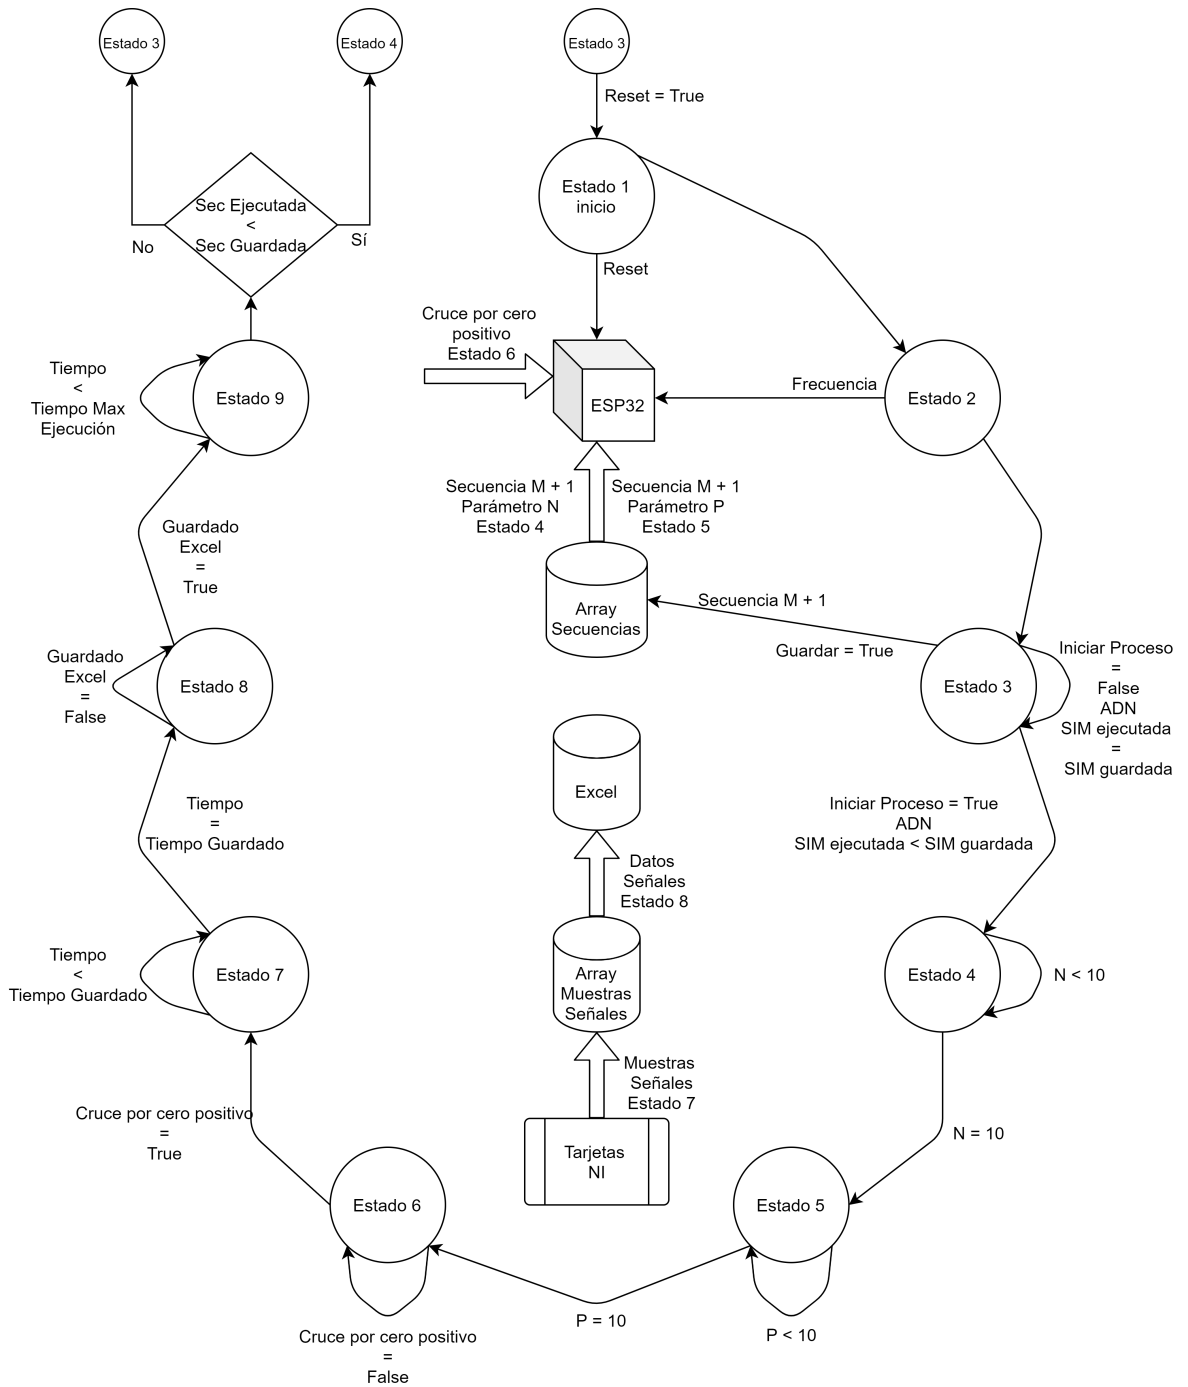 Estado 3
Estado 4
Estado 3
Reset = True
Estado 1
inicio
Sec Ejecutada
<
Sec Guardada
No
Sí
Reset
Cruce por cero
positivo
Estado 6
ESP32
Frecuencia
Estado 2
Tiempo
<
Tiempo Max
Ejecución
Estado 9
Secuencia M + 1
Parámetro N
Estado 4
Secuencia M + 1
Parámetro P
Estado 5
Guardado
Excel
=
True
Array
Secuencias
Secuencia M + 1
Guardar = True
Estado 3
Iniciar Proceso
=
False
ADN
SIM ejecutada
=
SIM guardada
Guardado
Excel
=
False
Estado 8
Excel
Tiempo
=
Tiempo Guardado
Iniciar Proceso = True
ADN
SIM ejecutada < SIM guardada
Datos
Señales
Estado 8
Tiempo
<
Tiempo Guardado
Estado 7
Array
Muestras
Señales
Estado 4
N < 10
Muestras
Señales
Estado 7
Cruce por cero positivo
=
True
Tarjetas
NI
N = 10
Estado 6
Estado 5
P = 10
P < 10
Cruce por cero positivo
=
False